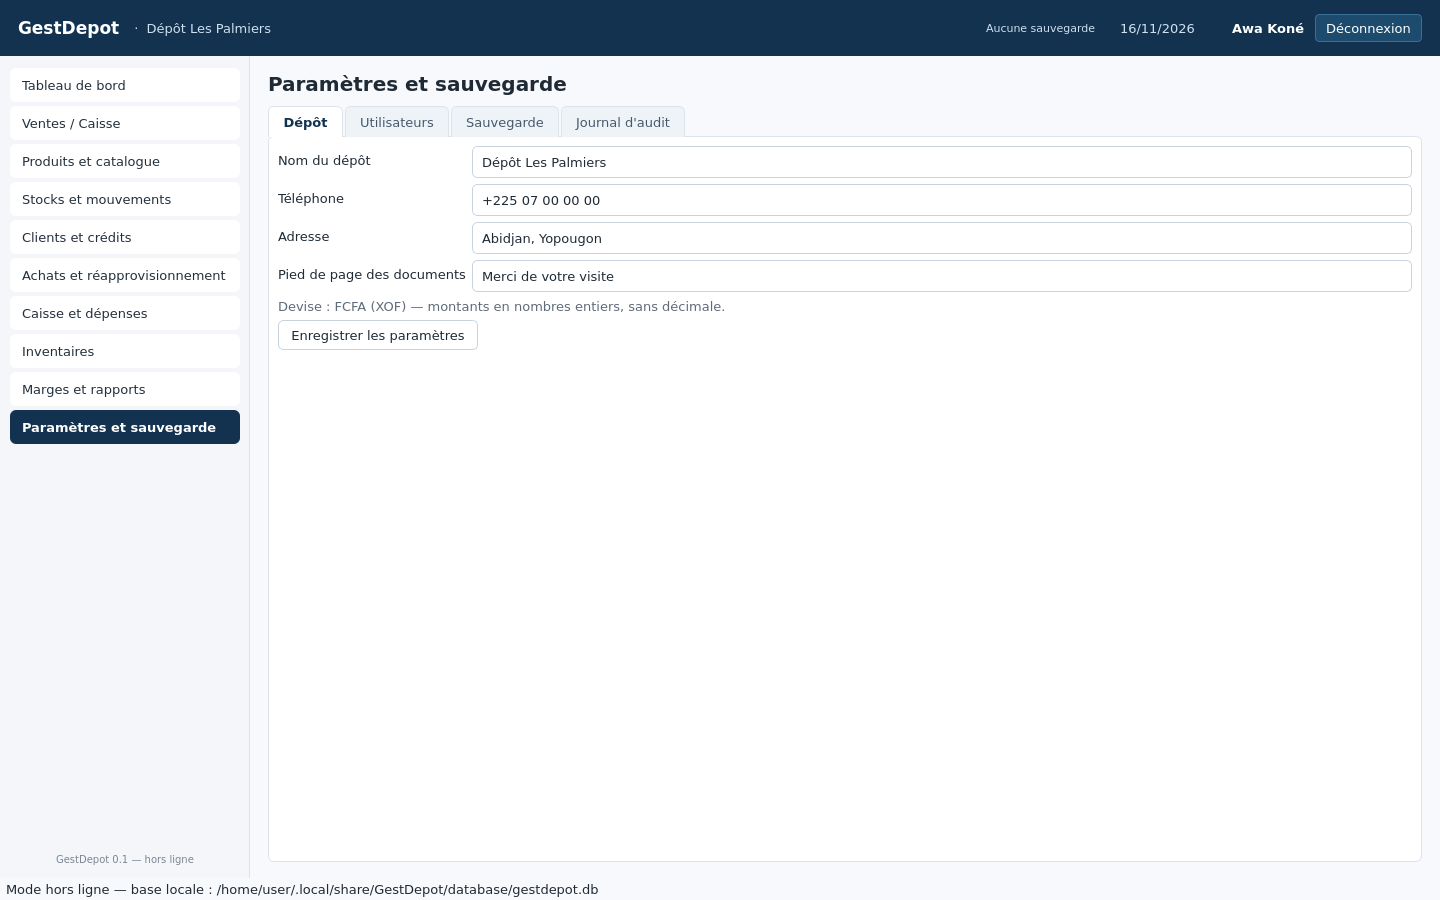 GestDepot · Dépôt Les Palmiers Aucune sauvegarde 16/11/2026 Awa Koné Déconnexion
Tableau de bord
Ventes / Caisse
Produits et catalogue
Stocks et mouvements
Clients et crédits
Achats et réapprovisionnement
Caisse et dépenses
Inventaires
Marges et rapports
Paramètres et sauvegarde
GestDepot 0.1 — hors ligne
Paramètres et sauvegarde
Dépôt Utilisateurs Sauvegarde Journal d'audit
Nom du dépôt Dépôt Les Palmiers
Téléphone +225 07 00 00 00
Adresse Abidjan, Yopougon
Pied de page des documents Merci de votre visite
Devise : FCFA (XOF) — montants en nombres entiers, sans décimale.
Enregistrer les paramètres
Mode hors ligne — base locale : /home/user/.local/share/GestDepot/database/gestdepot.db